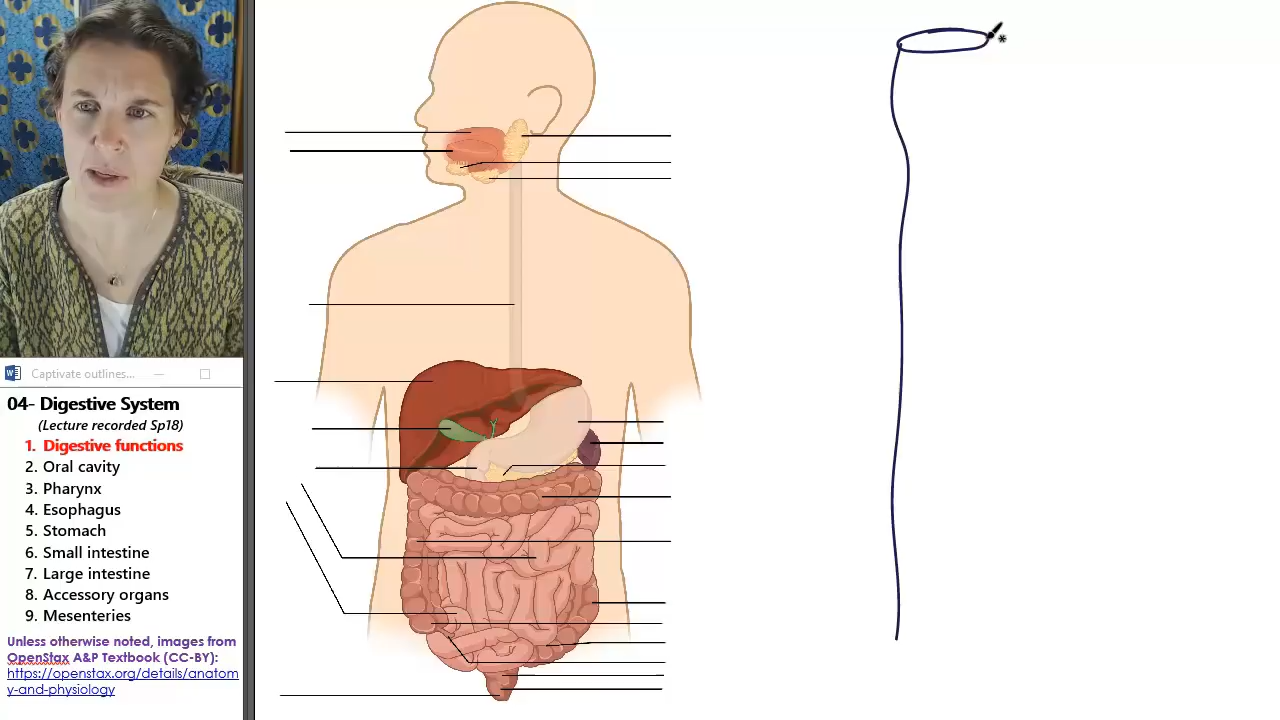 Captivate outlines...
04- Digestive System
(Lecture recorded Sp18)
1. Digestive functions
2. Oral cavity
3. Pharynx
4. Esophagus
5. Stomach
6. Small intestine
7. Large intestine
8. Accessory organs
9. Mesenteries
Unless otherwise noted, images from
OpenStax A&P Textbook (CC-BY):
https://openstax.org/details/anatom
y-and-physiology